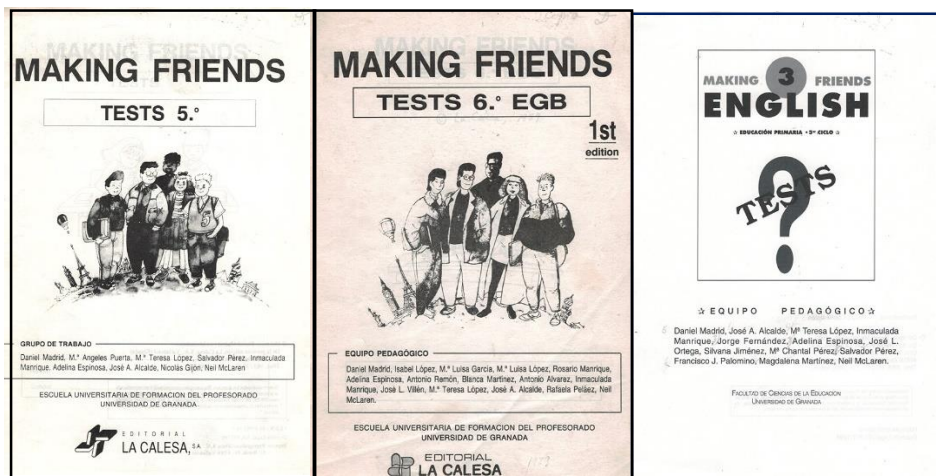 MAKING FRIENDS
TESTS 5.°
GRUPO DE TRABAJO
Daniel Madrid, M.ª Angeles Puerta, M.ª Teresa López, Salvador Pérez, Inmaculada
Manrique, Adelina Espinosa, José A. Alcalde, Nicolas Gijón, Neil McLaren
ESCUELA UNIVERSITARIA DE FORMACION DEL PROFESORADO
UNIVERSIDAD DE GRANADA
EDITORIAL
LA CALESA, S.A.
MAKING FRIENDS
TESTS 6.° EGB
1st
edition
EQUIPO PEDAGÓGICO
Daniel Madrid, Isabel López, M.ª Luisa García, M.ª Luisa López, Rosario Manrique,
Adelina Espinosa, Antonio Remón, Blanca Martínez, Antonio Alvarez, Inmaculada
Manrique, José L. Villén, M.ª Teresa López, José A. Alcalde, Rafaela Peláez, Neil
McLaren.
ESCUELA UNIVERSITARIA DE FORMACION DEL PROFESORADO
UNIVERSIDAD DE GRANADA
EDITORIAL
LA CALESA
MAKING 3 FRIENDS
ENGLISH
☆ EDUCACIÓN PRIMARIA • 3er CICLO ☆
TESTS
?
☆ EQUIPO PEDAGÓGICO ☆
Daniel Madrid, José A. Alcalde, Mª Teresa López, Inmaculada
Manrique, Jorge Fernández, Adelina Espinosa, José L.
Ortega, Silvana Jiménez, Mª Chantal Pérez, Salvador Pérez,
Francisco J. Palomino, Magdalena Martínez, Neil McLaren.
FACULTAD DE CIENCIAS DE LA EDUCACIÓN
UNIVERSIDAD DE GRANADA